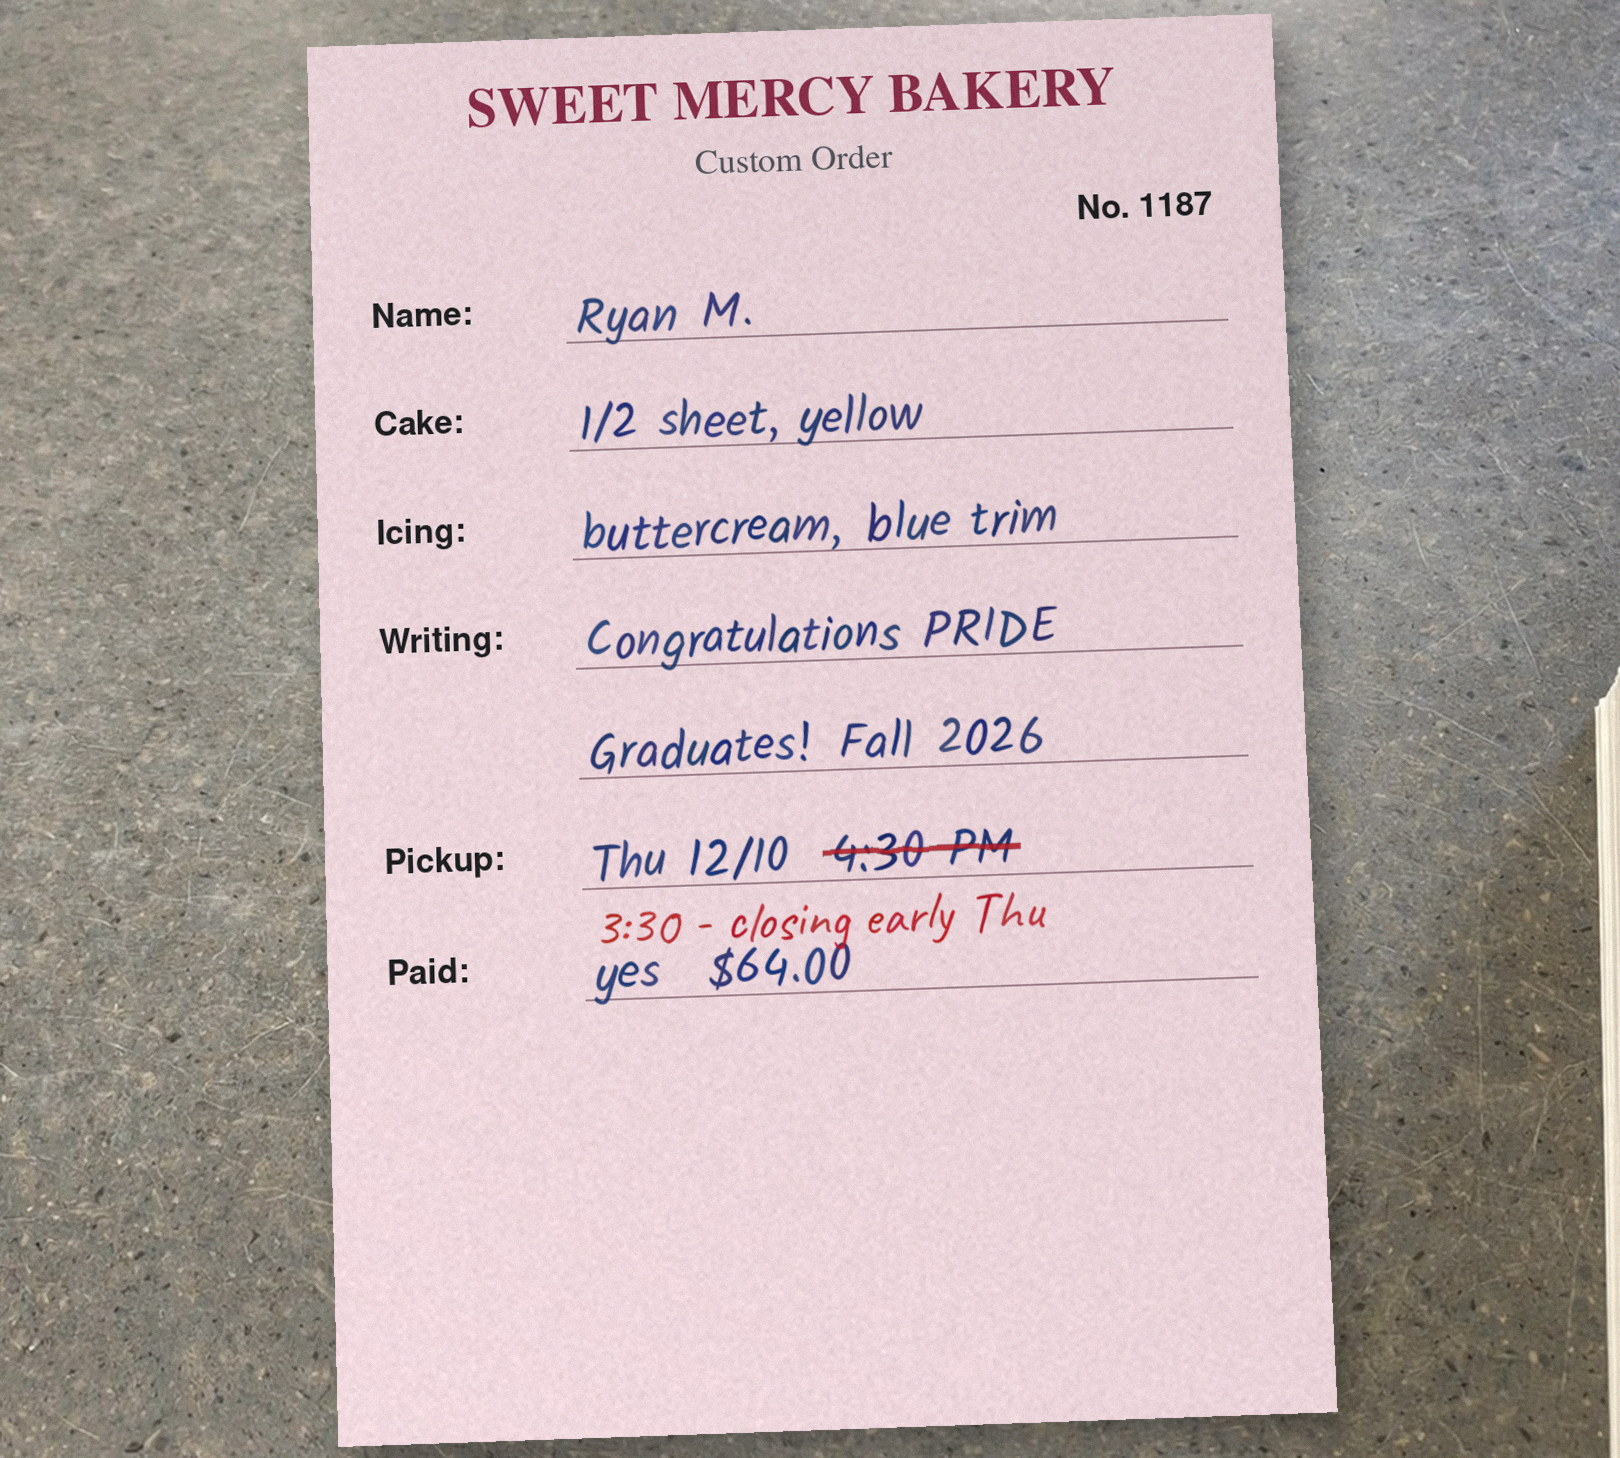 SWEET MERCY BAKERY
Custom Order
No. 1187
Name: Ryan M.
Cake: 1/2 sheet, yellow
Icing: buttercream, blue trim
Writing: Congratulations PRIDE
Graduates! Fall 2026
Pickup: Thu 12/10 4:30 PM
3:30 - closing early Thu
Paid: yes $64.00